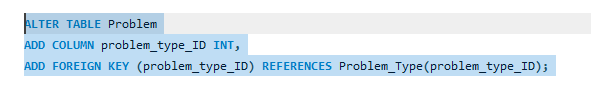 ALTER TABLE Problem
ADD COLUMN problem_type_ID INT,
ADD FOREIGN KEY (problem_type_ID) REFERENCES Problem_Type(problem_type_ID);